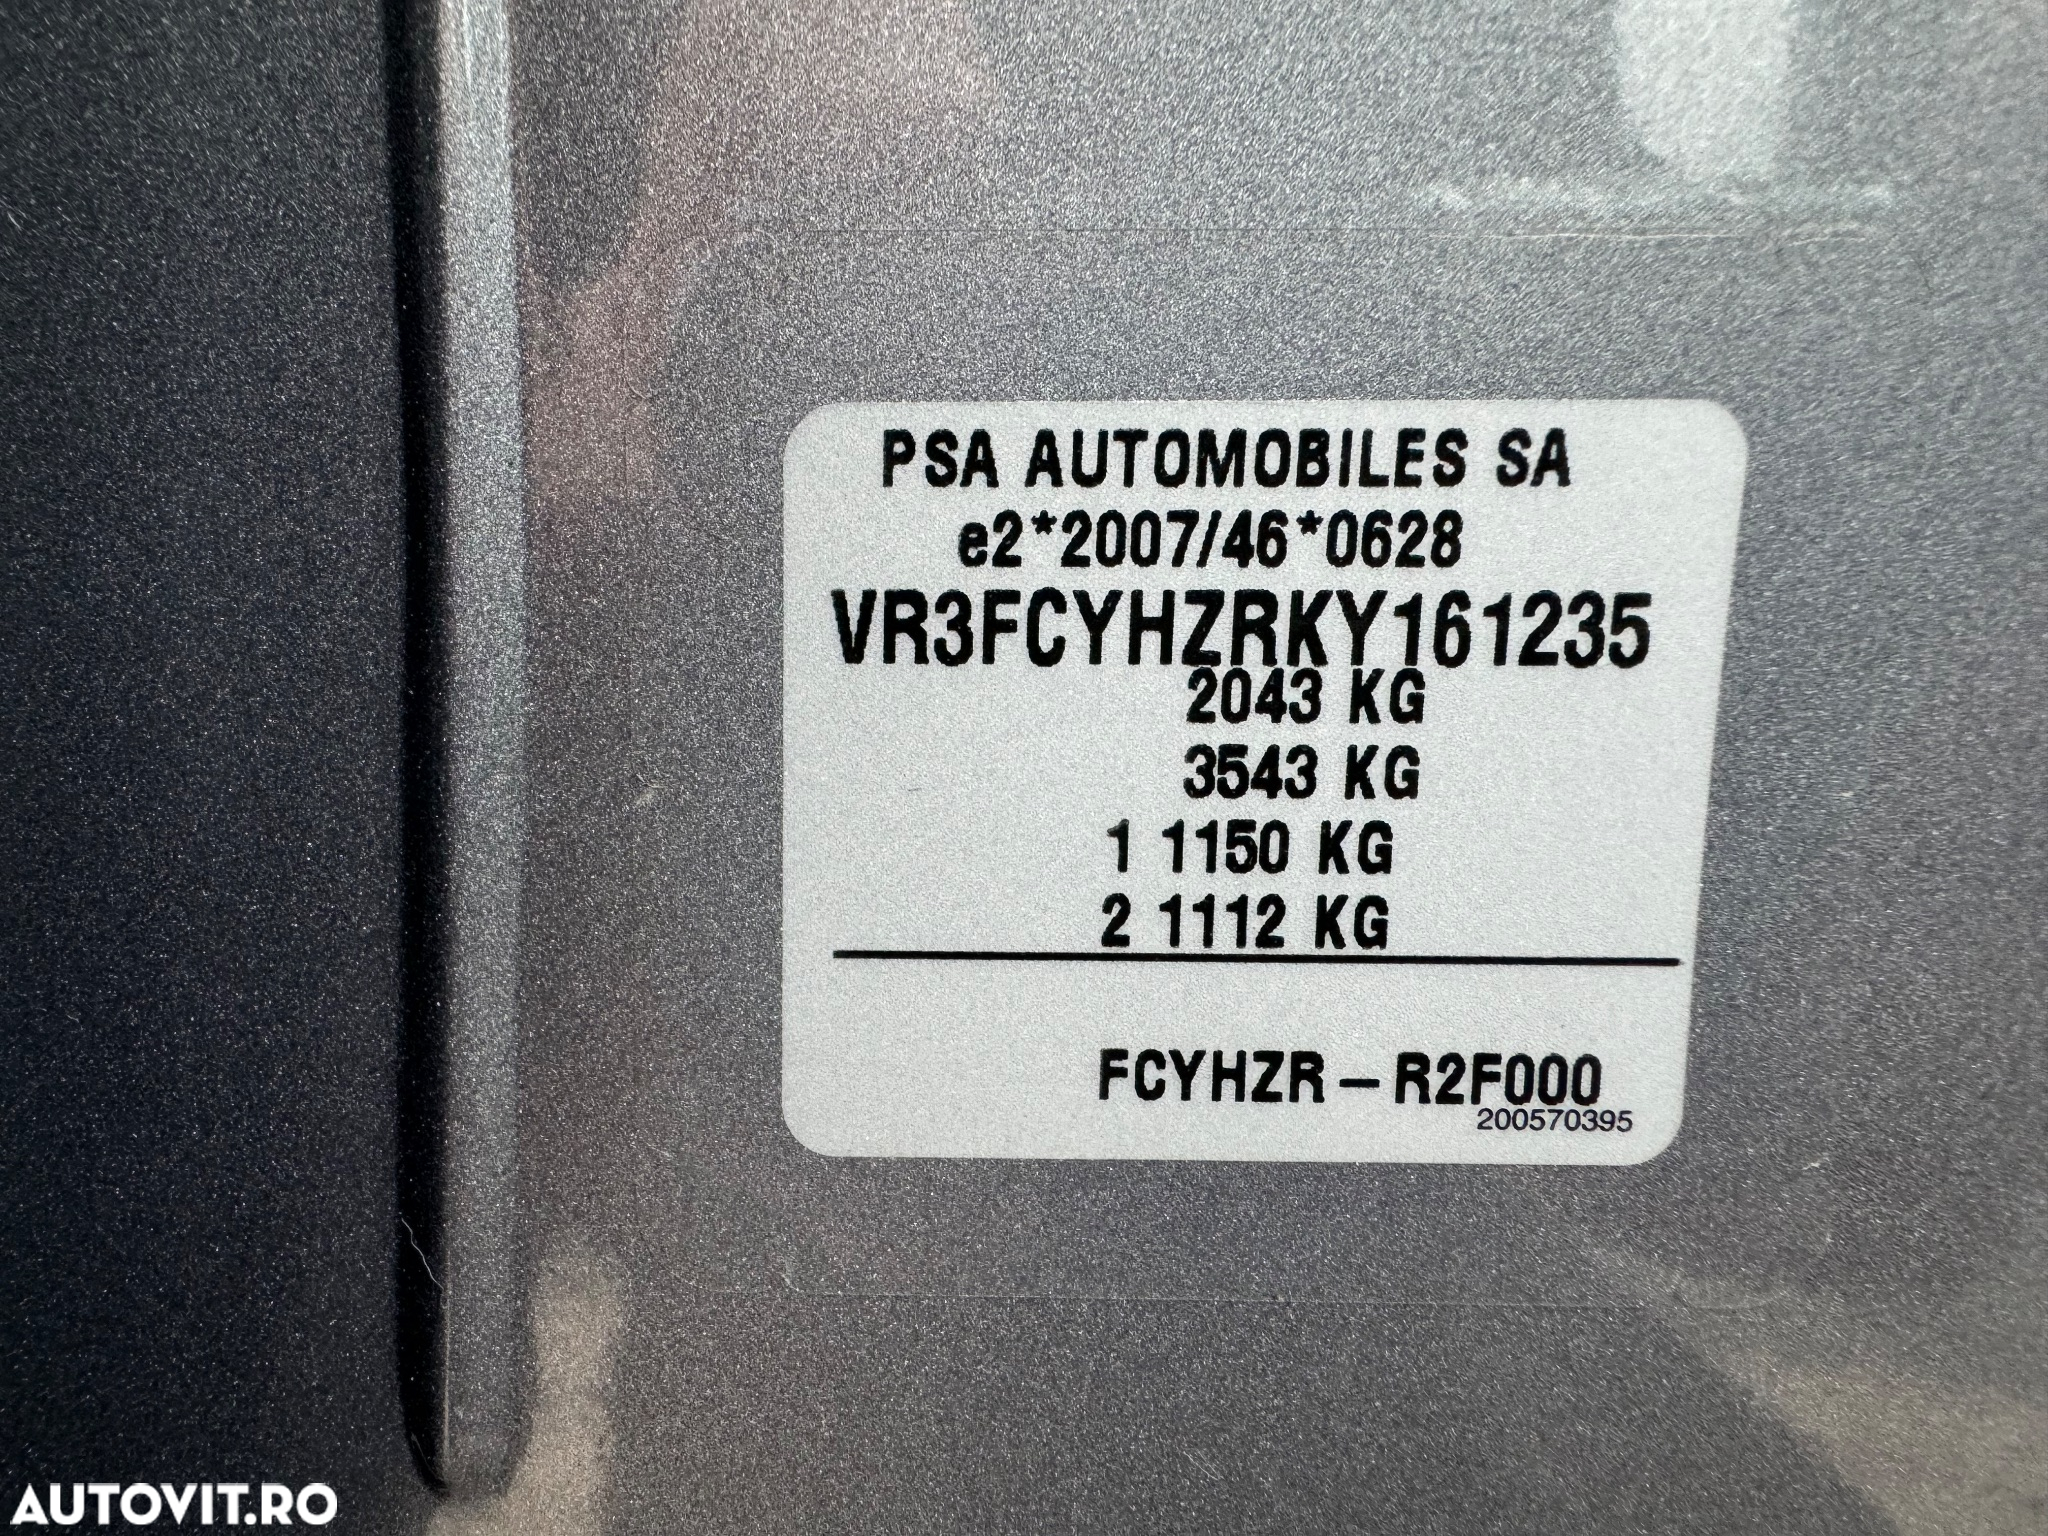 PSA AUTOMOBILES SA
e2*2007/46*0628
VR3FCYHZRKY161235
2043 KG
3543 KG
1 1150 KG
2 1112 KG
FCYHZR – R2F000
200570395
AUTOVIT.RO